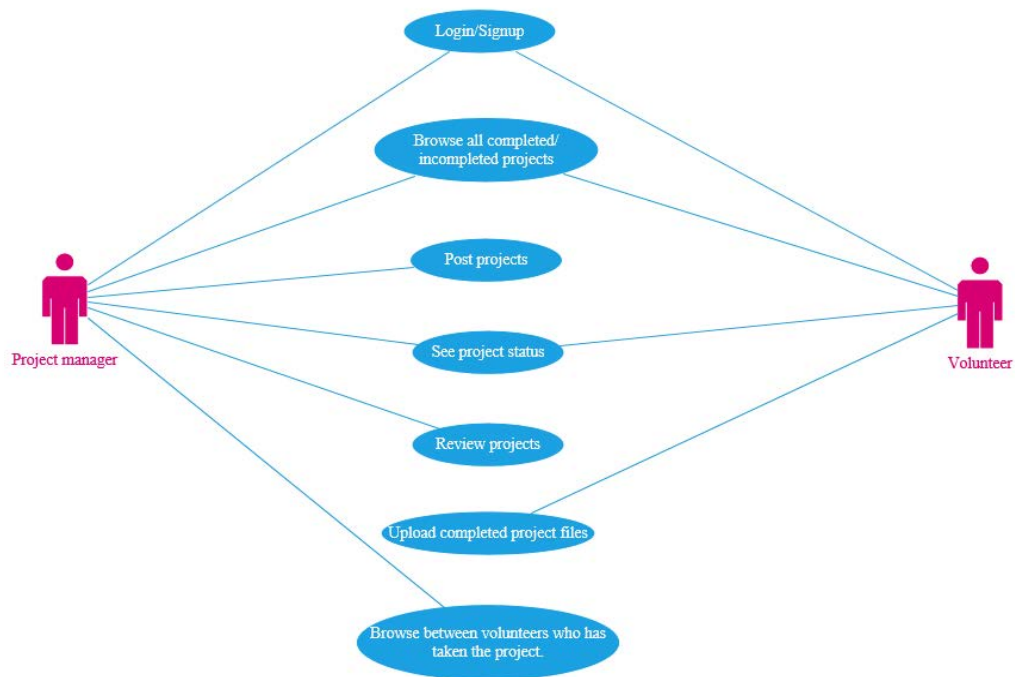 Login/Signup
Browse all completed/
incompleted projects
Post projects
Project manager
See project status
Volunteer
Review projects
Upload completed project files
Browse between volunteers who has
taken the project.